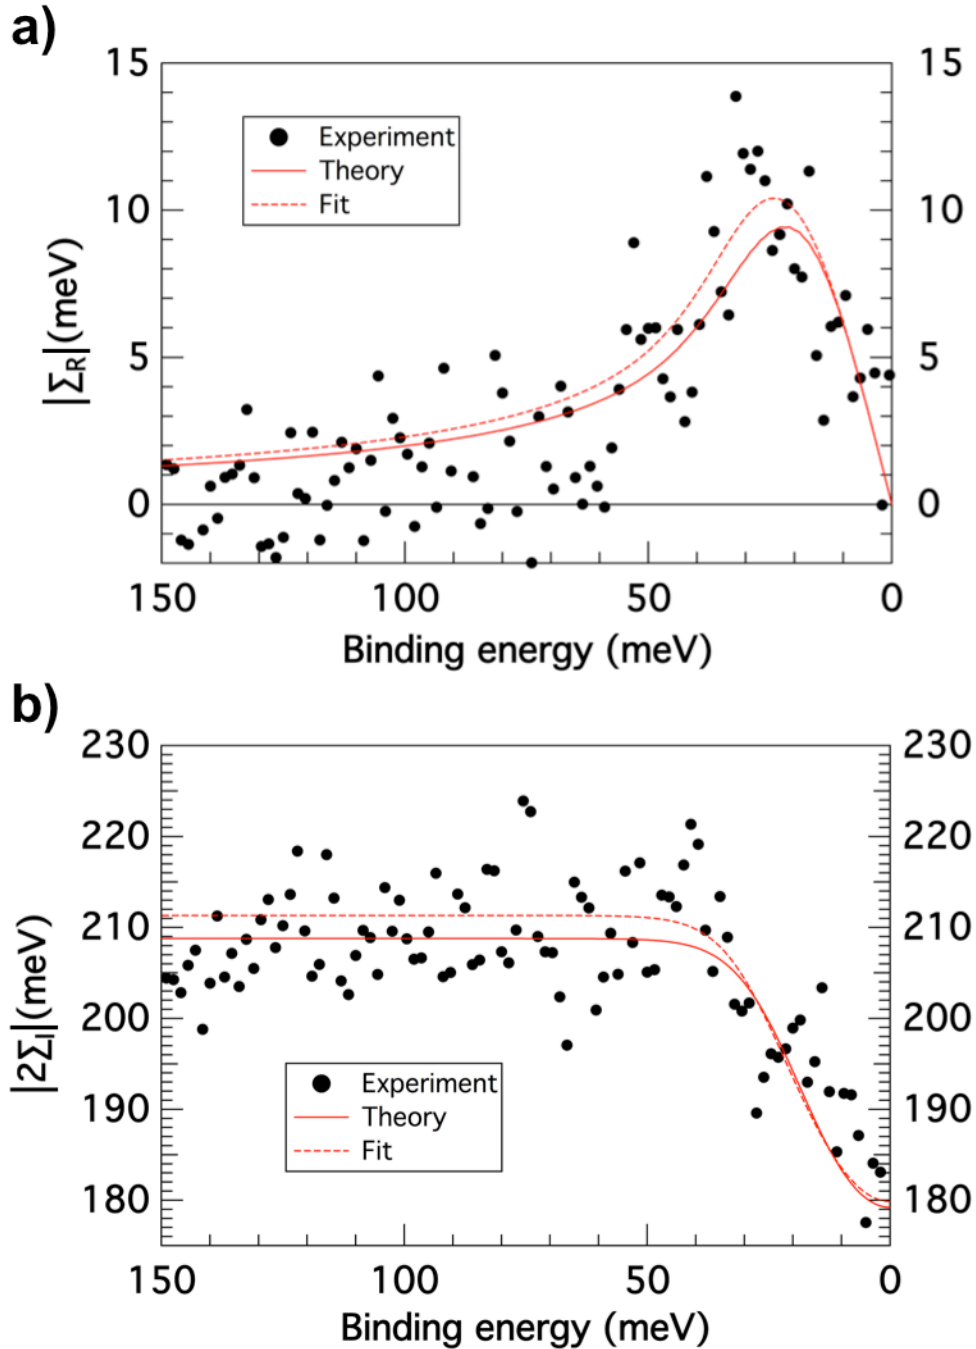 a)
15 15
Experiment
Theory
Fit
10 10
|Σ_R|(meV)
5 5
0 0
150 100 50 0
Binding energy (meV)
b)
230 230
220 220
210 210
|2Σ_I|(meV)
200 200
Experiment
Theory
Fit
190 190
180 180
150 100 50 0
Binding energy (meV)